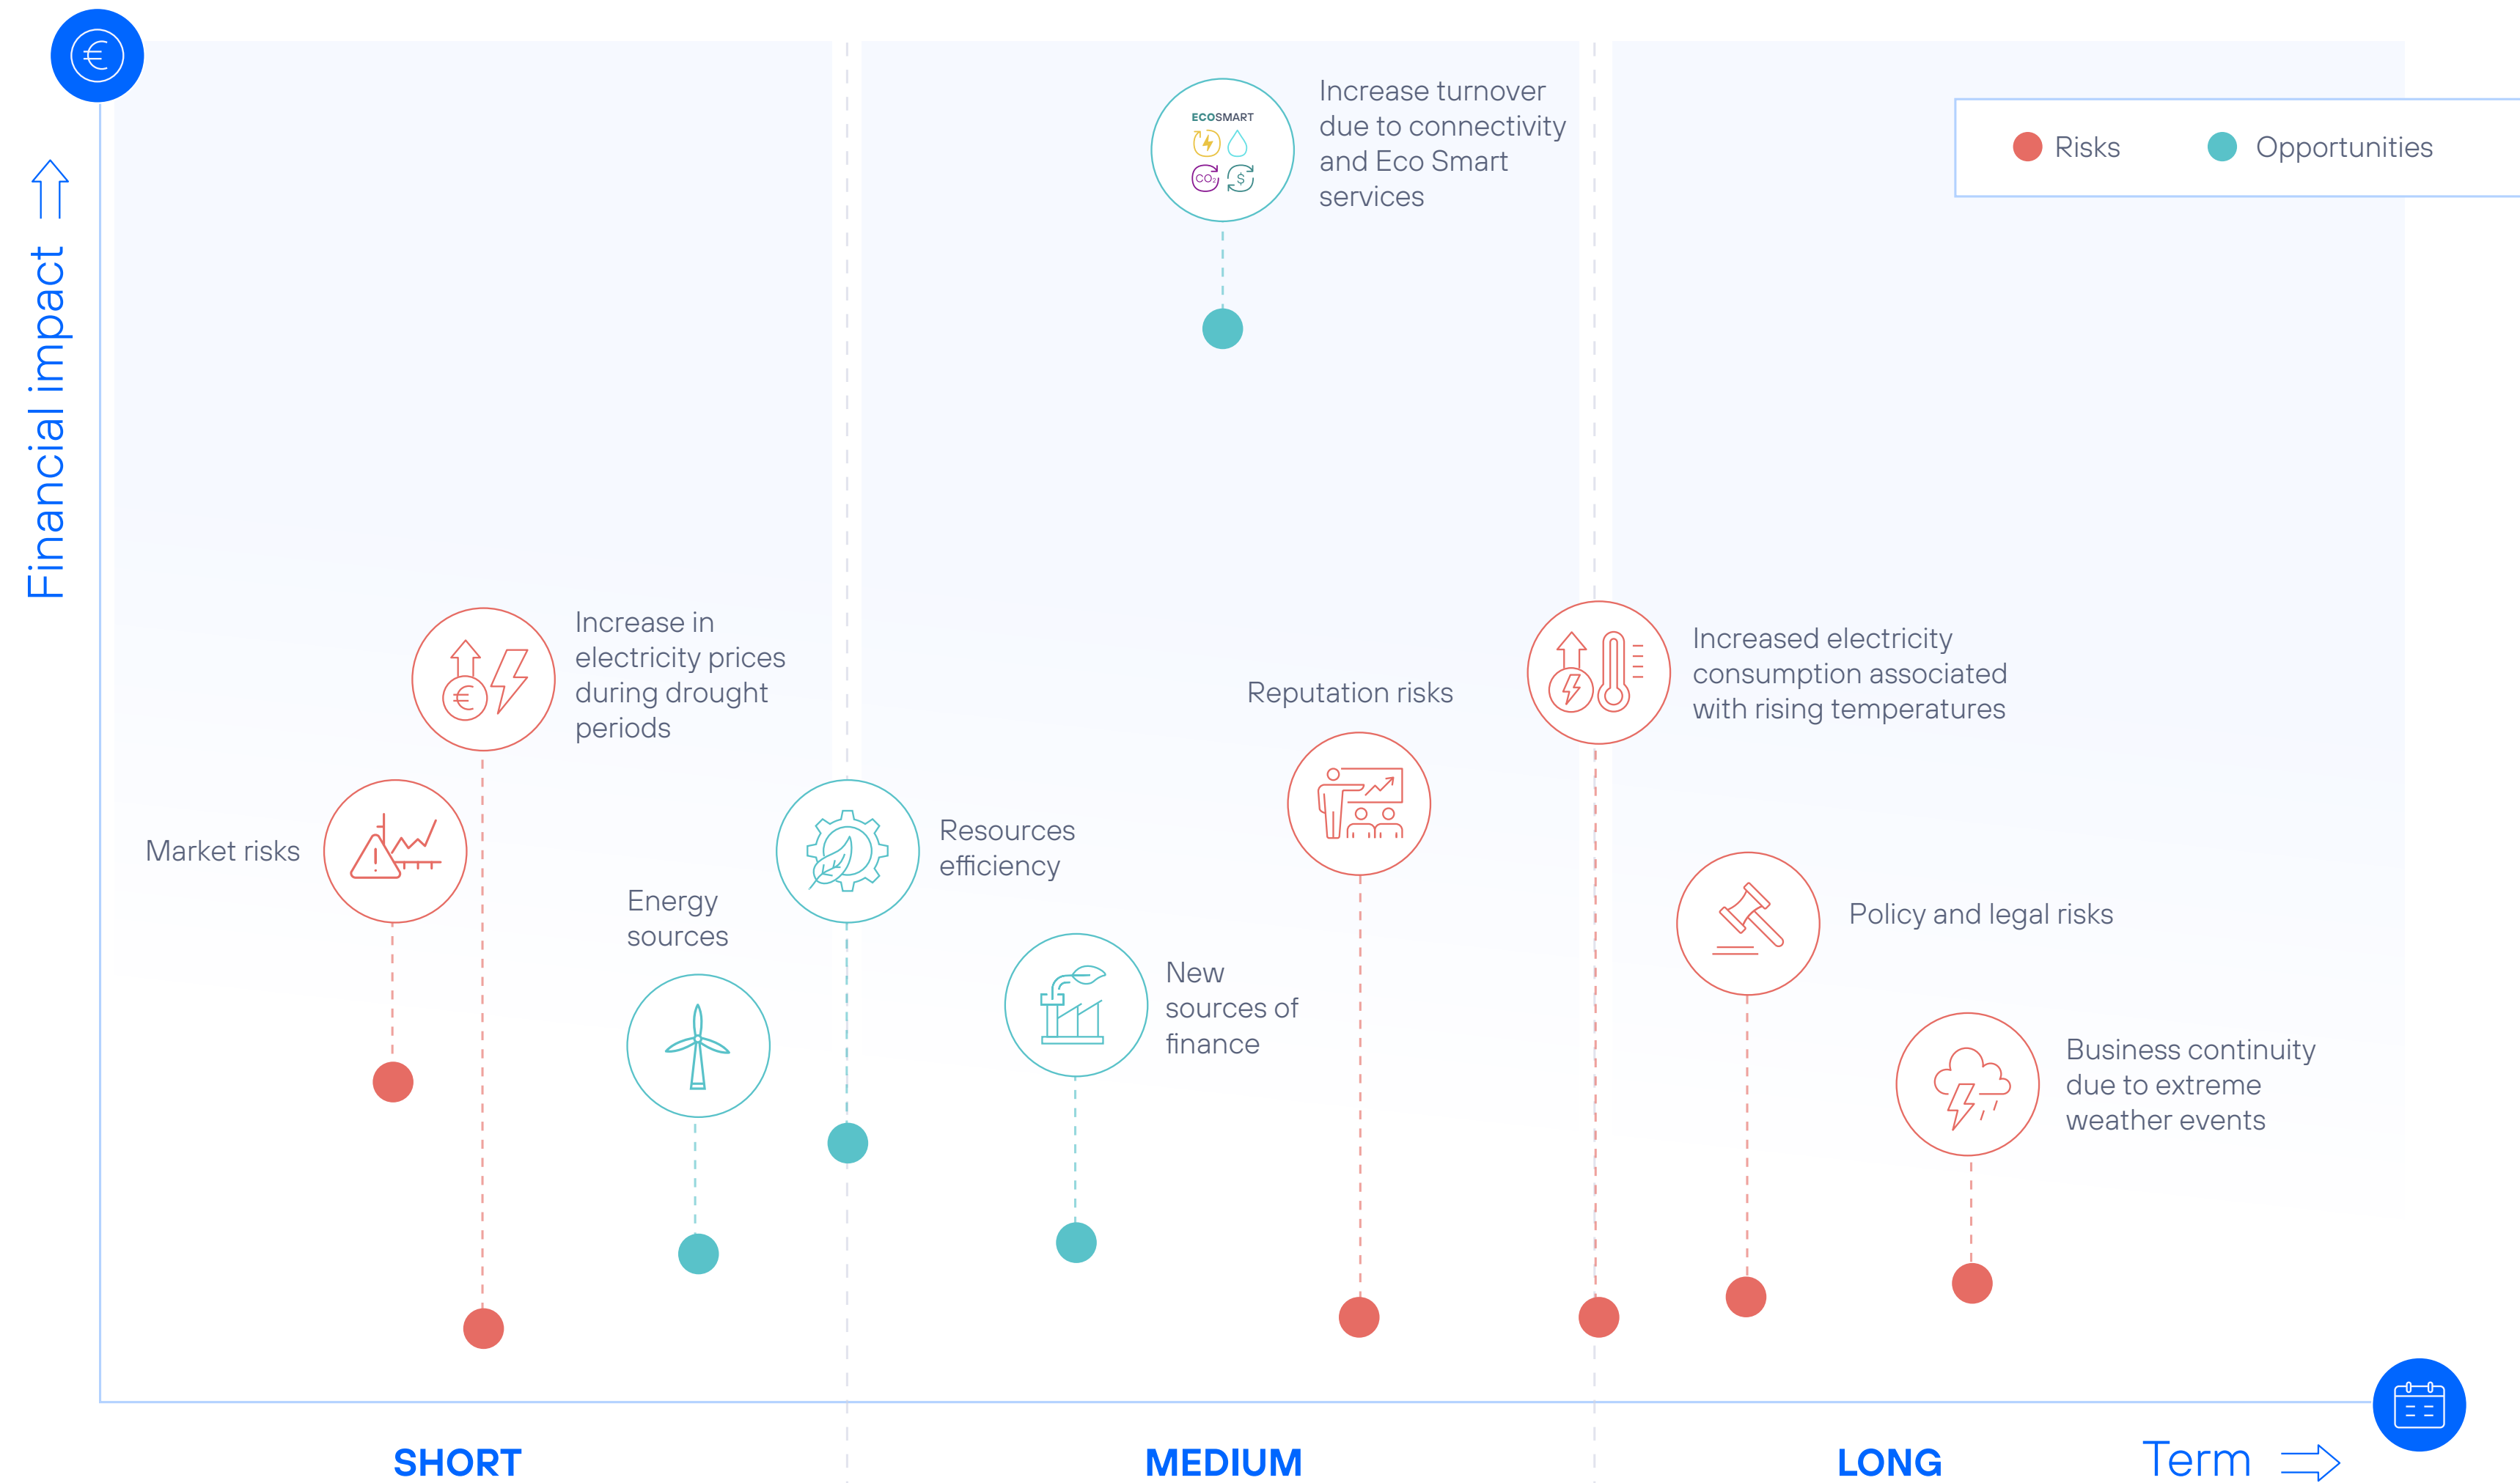 ECOSMART
CO₂
$
Increase turnover
due to connectivity
and Eco Smart
services
Risks
Opportunities
€
Financial impact
Increase in
electricity prices
during drought
periods
€
Increased electricity
consumption associated
with rising temperatures
Reputation risks
Market risks
Resources
efficiency
Energy
sources
Policy and legal risks
New
sources of
finance
Business continuity
due to extreme
weather events
SHORT
MEDIUM
LONG
Term